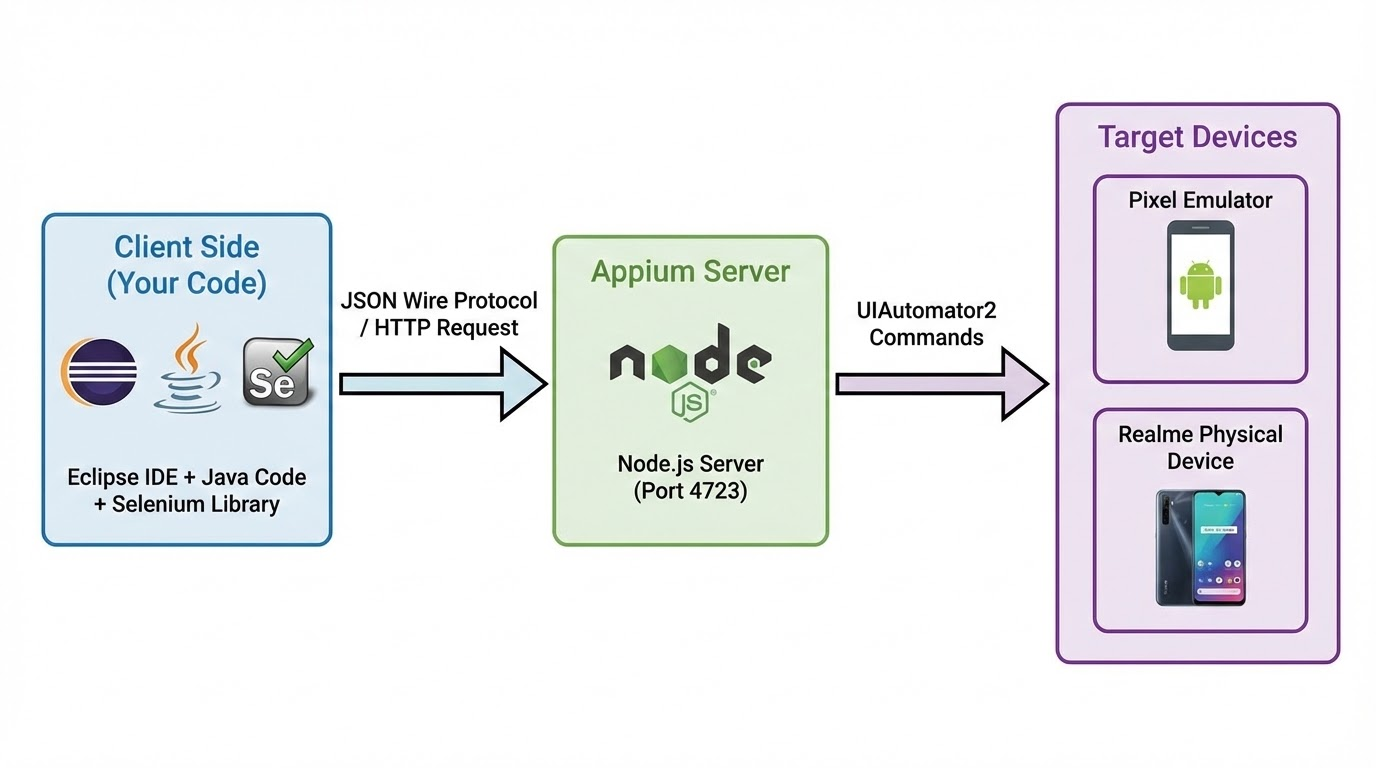 Client Side
(Your Code)
Se
Eclipse IDE + Java Code
+ Selenium Library
JSON Wire Protocol
/ HTTP Request
Appium Server
node
JS
®
Node.js Server
(Port 4723)
UIAutomator2
Commands
Target Devices
Pixel Emulator
Realme Physical
Device